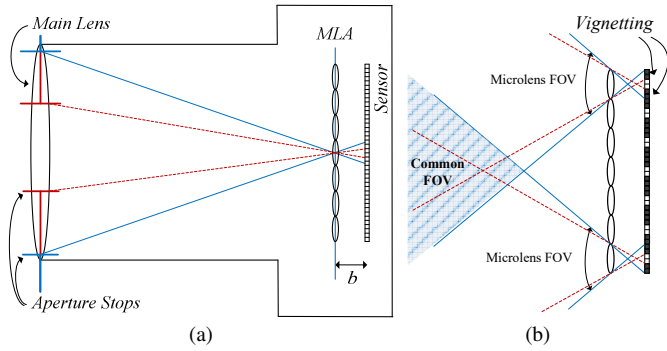 Main Lens
MLA
Sensor
b
Aperture Stops
(a)
Vignetting
Microlens FOV
Common
FOV
Microlens FOV
(b)